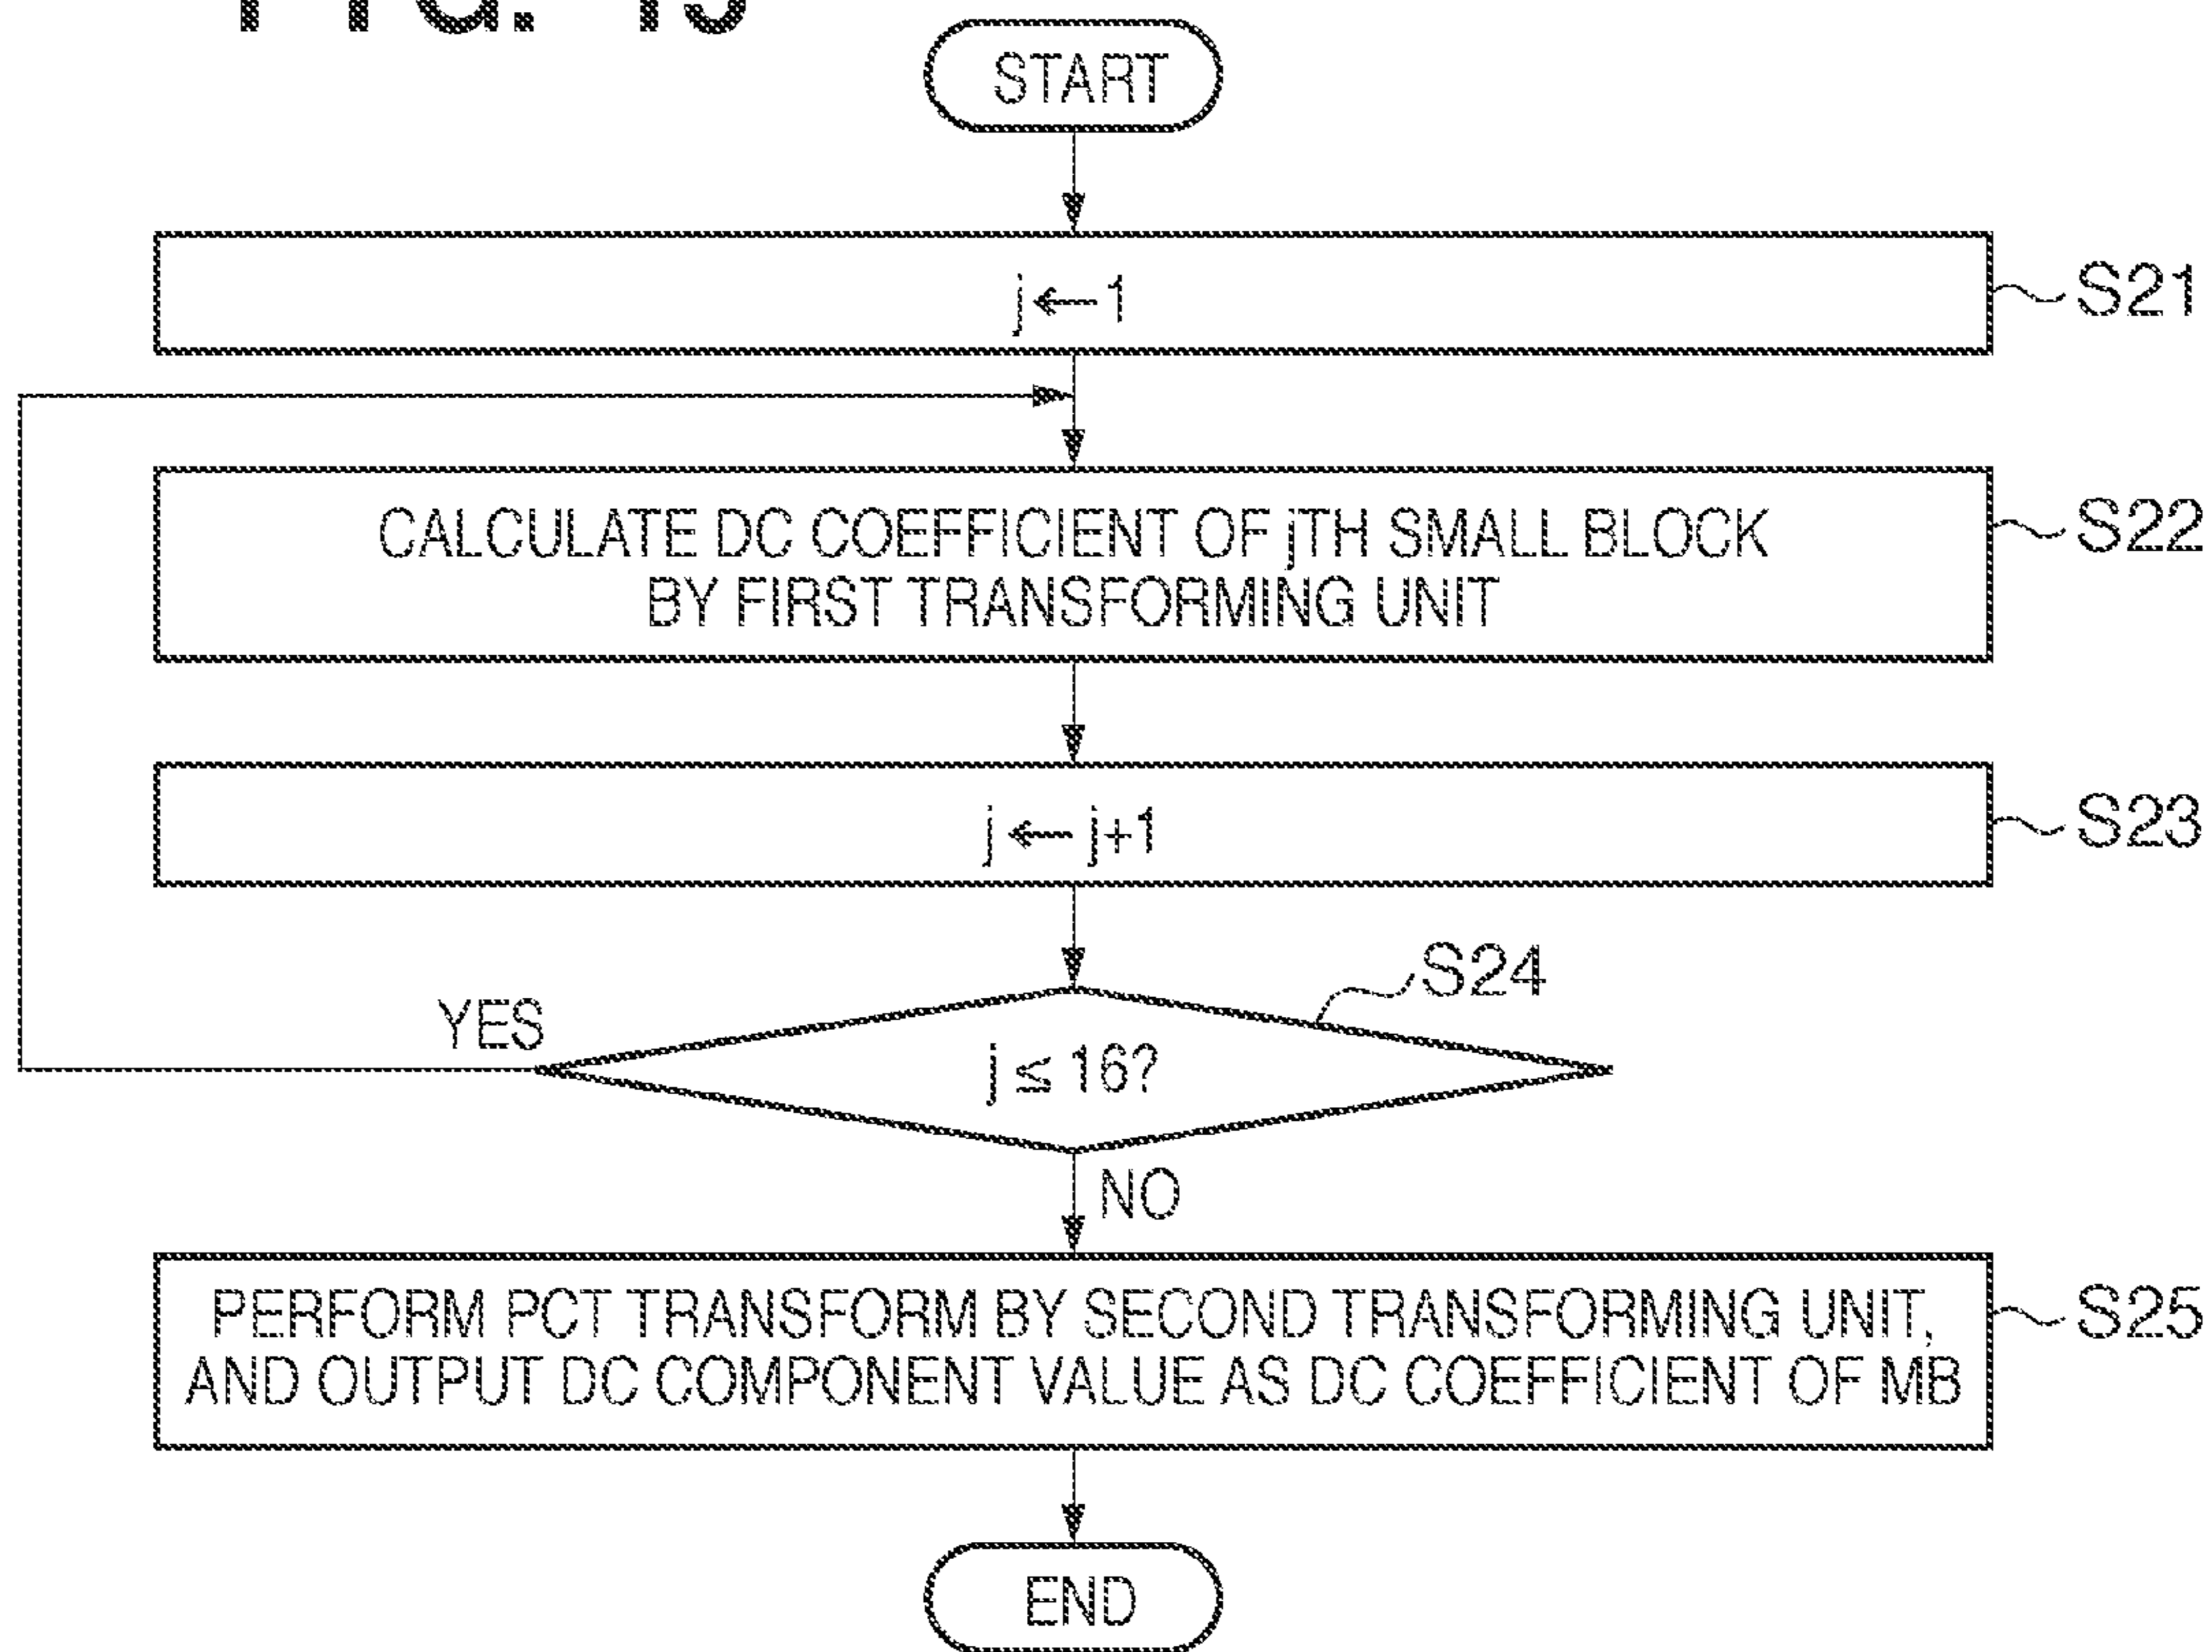 START
j ← 1
S21
CALCULATE DC COEFFICIENT OF jTH SMALL BLOCK
BY FIRST TRANSFORMING UNIT
S22
j ← j+1
S23
S24
YES
j ≤ 16?
NO
PERFORM PCT TRANSFORM BY SECOND TRANSFORMING UNIT,
AND OUTPUT DC COMPONENT VALUE AS DC COEFFICIENT OF MB
S25
END